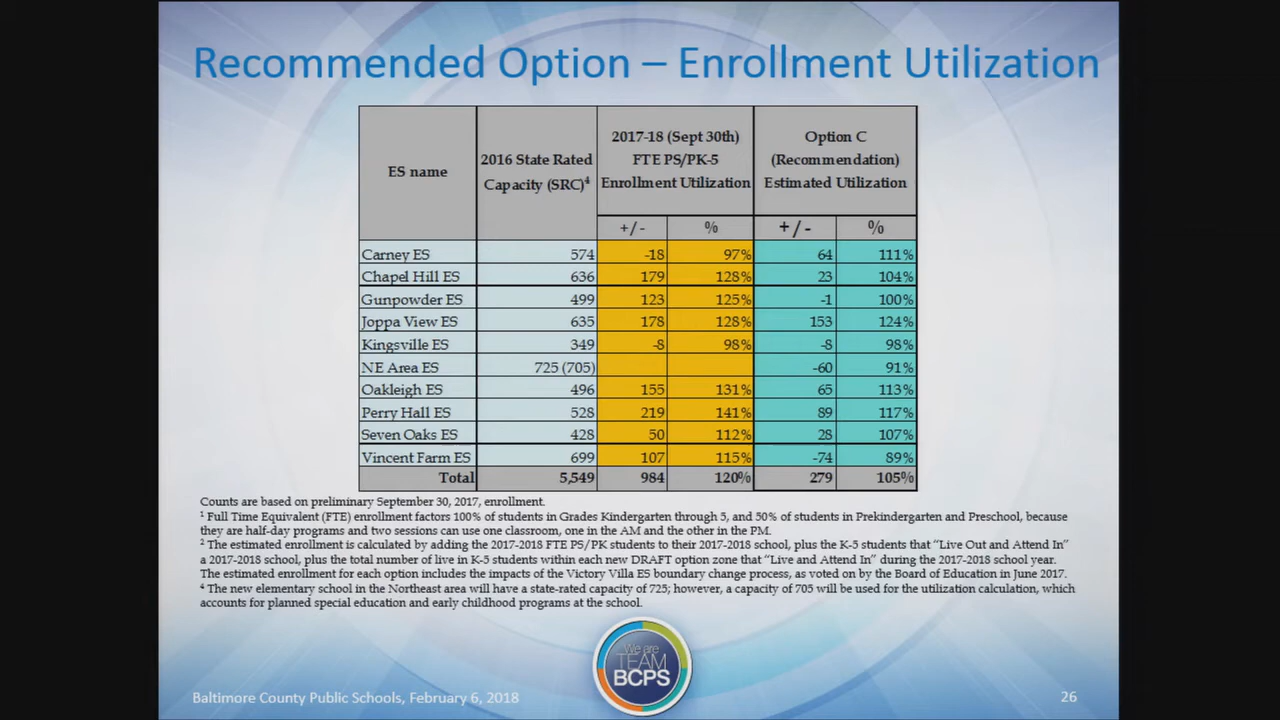 Recommended Option – Enrollment Utilization
ES name
2016 State Rated
Capacity (SRC)⁴
2017-18 (Sept 30th)
FTE PS/PK-5
Enrollment Utilization
Option C
(Recommendation)
Estimated Utilization
+/- % +/- %
Carney ES 574 -18 97% 64 111%
Chapel Hill ES 636 179 128% 23 104%
Gunpowder ES 499 123 125% -1 100%
Joppa View ES 635 178 128% 153 124%
Kingsville ES 349 -8 98% -8 98%
NE Area ES 725 (705) -60 91%
Oakleigh ES 496 155 131% 65 113%
Perry Hall ES 528 219 141% 89 117%
Seven Oaks ES 428 50 112% 28 107%
Vincent Farm ES 699 107 115% -74 89%
Total 5,549 984 120% 279 105%
Counts are based on preliminary September 30, 2017, enrollment.
¹ Full Time Equivalent (FTE) enrollment factors 100% of students in Grades Kindergarten through 5, and 50% of students in Prekindergarten and Preschool, because
they are half-day programs and two sessions can use one classroom, one in the AM and the other in the PM.
² The estimated enrollment is calculated by adding the 2017-2018 FTE PS/PK students to their 2017-2018 school, plus the K-5 students that “Live Out and Attend In”
a 2017-2018 school, plus the total number of live in K-5 students within each new DRAFT option zone that “Live and Attend In” during the 2017-2018 school year.
The estimated enrollment for each option includes the impacts of the Victory Villa ES boundary change process, as voted on by the Board of Education in June 2017.
⁴ The new elementary school in the Northeast area will have a state-rated capacity of 725; however, a capacity of 705 will be used for the utilization calculation, which
accounts for planned special education and early childhood programs at the school.
We are
TEAM
BCPS
Baltimore County Public Schools, February 6, 2018
26